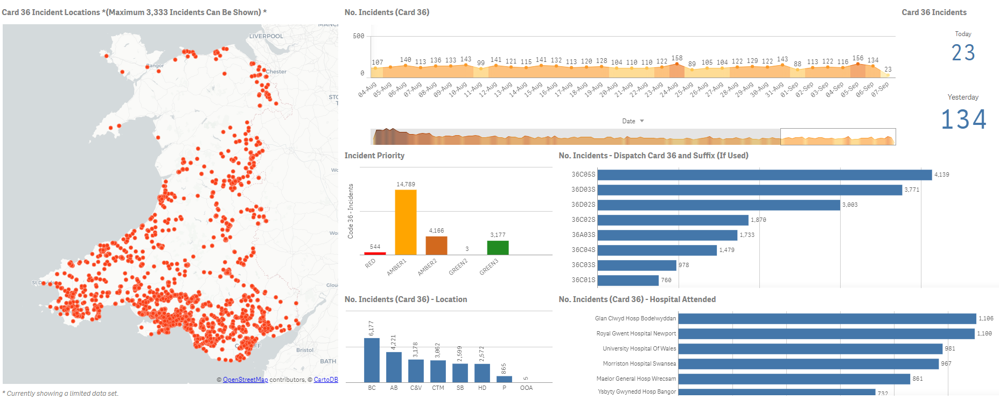 Card 36 Incident Locations *(Maximum 3,333 Incidents Can Be Shown) *
LIVERPOOL
Bangor
Chester
St Davids
Bristol
BATH
© OpenStreetMap contributors, © CartoDB
* Currently showing a limited data set.
No. Incidents (Card 36)
500
0
107 140 113 136 133 143 99 141 121 115 141 132 113 120 128 104 110 110 122 158 89 105 104 122 129 122 143 88 113 122 116 156 134 23
04-Aug 05-Aug 06-Aug 07-Aug 08-Aug 09-Aug 10-Aug 11-Aug 12-Aug 13-Aug 14-Aug 15-Aug 16-Aug 17-Aug 18-Aug 19-Aug 20-Aug 21-Aug 22-Aug 23-Aug 24-Aug 25-Aug 26-Aug 27-Aug 28-Aug 29-Aug 30-Aug 31-Aug 01-Sep 02-Sep 03-Sep 04-Sep 05-Sep 06-Sep 07-Sep
Date
Card 36 Incidents
Today
23
Yesterday
134
Incident Priority
Code 36 - Incidents
544
14,789
4,166
3
3,177
RED
AMBER1
AMBER2
GREEN2
GREEN3
No. Incidents - Dispatch Card 36 and Suffix (If Used)
36C05S 4,139
36D03S 3,771
36D02S 3,003
36C02S 1,870
36A03S 1,733
36C04S 1,479
36C03S 978
36C01S 760
No. Incidents (Card 36) - Location
6,177
4,221
3,178
3,062
2,599
2,572
865
5
BC
AB
C&V
CTM
SB
HD
P
OOA
No. Incidents (Card 36) - Hospital Attended
Glan Clwyd Hosp Bodelwyddan 1,106
Royal Gwent Hospital Newport 1,100
University Hospital Of Wales 981
Morriston Hospital Swansea 967
Maelor General Hosp Wrecsam 861
Ysbyty Gwynedd Hosp Bangor 732